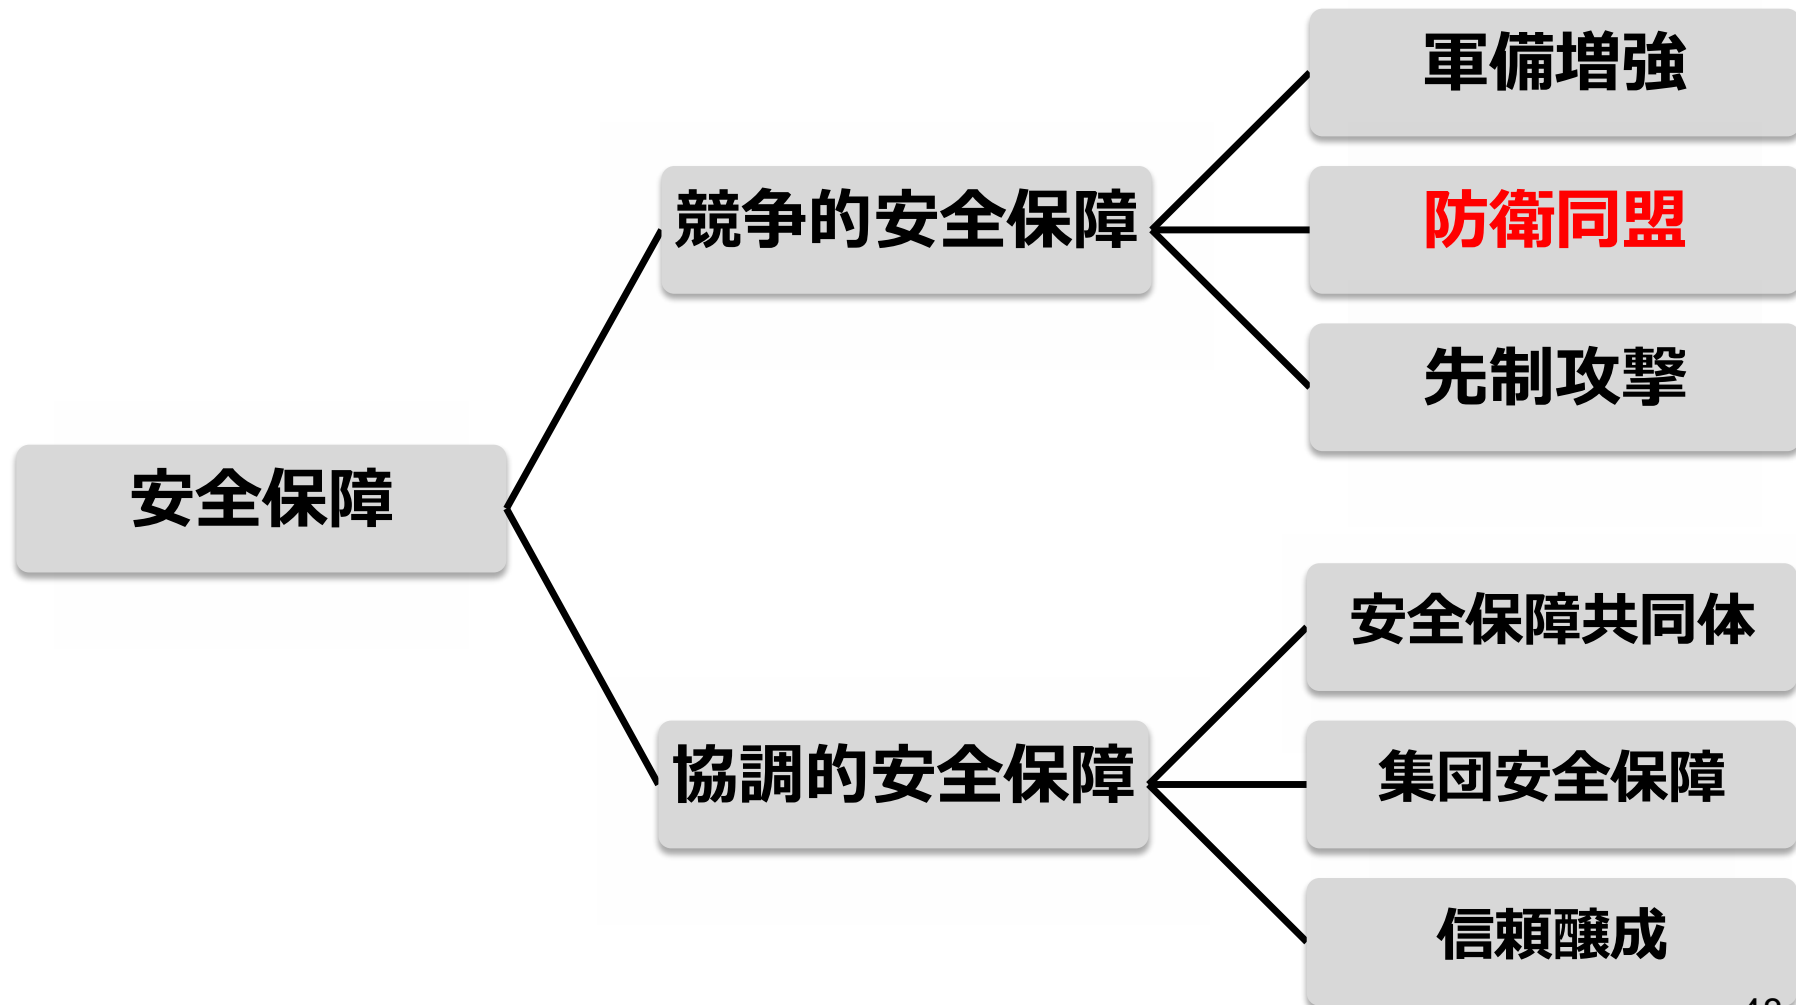 安全保障
競争的安全保障
軍備増強
防衛同盟
先制攻撃
協調的安全保障
安全保障共同体
集団安全保障
信頼醸成